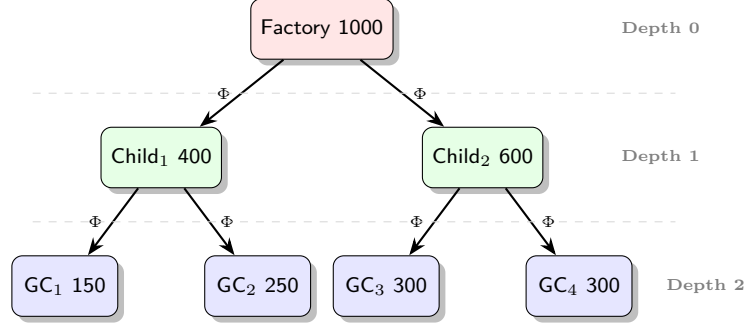 Factory 1000
Depth 0
Φ Φ
Child₁ 400
Child₂ 600
Depth 1
Φ Φ Φ Φ
GC₁ 150
GC₂ 250
GC₃ 300
GC₄ 300
Depth 2